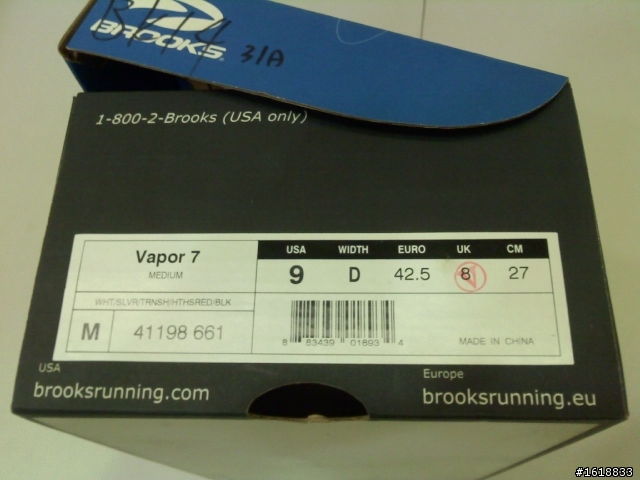 BK14
BROOKS
31A
1-800-2-Brooks (USA only)
Vapor 7
MEDIUM
WHT/SLVR/TRNSH/HTHSRED/BLK
M 41198 661
USA WIDTH EURO UK CM
9 D 42.5 8 27
8 83439 01893 4
MADE IN CHINA
USA
brooksrunning.com
Europe
brooksrunning.eu
#1618833